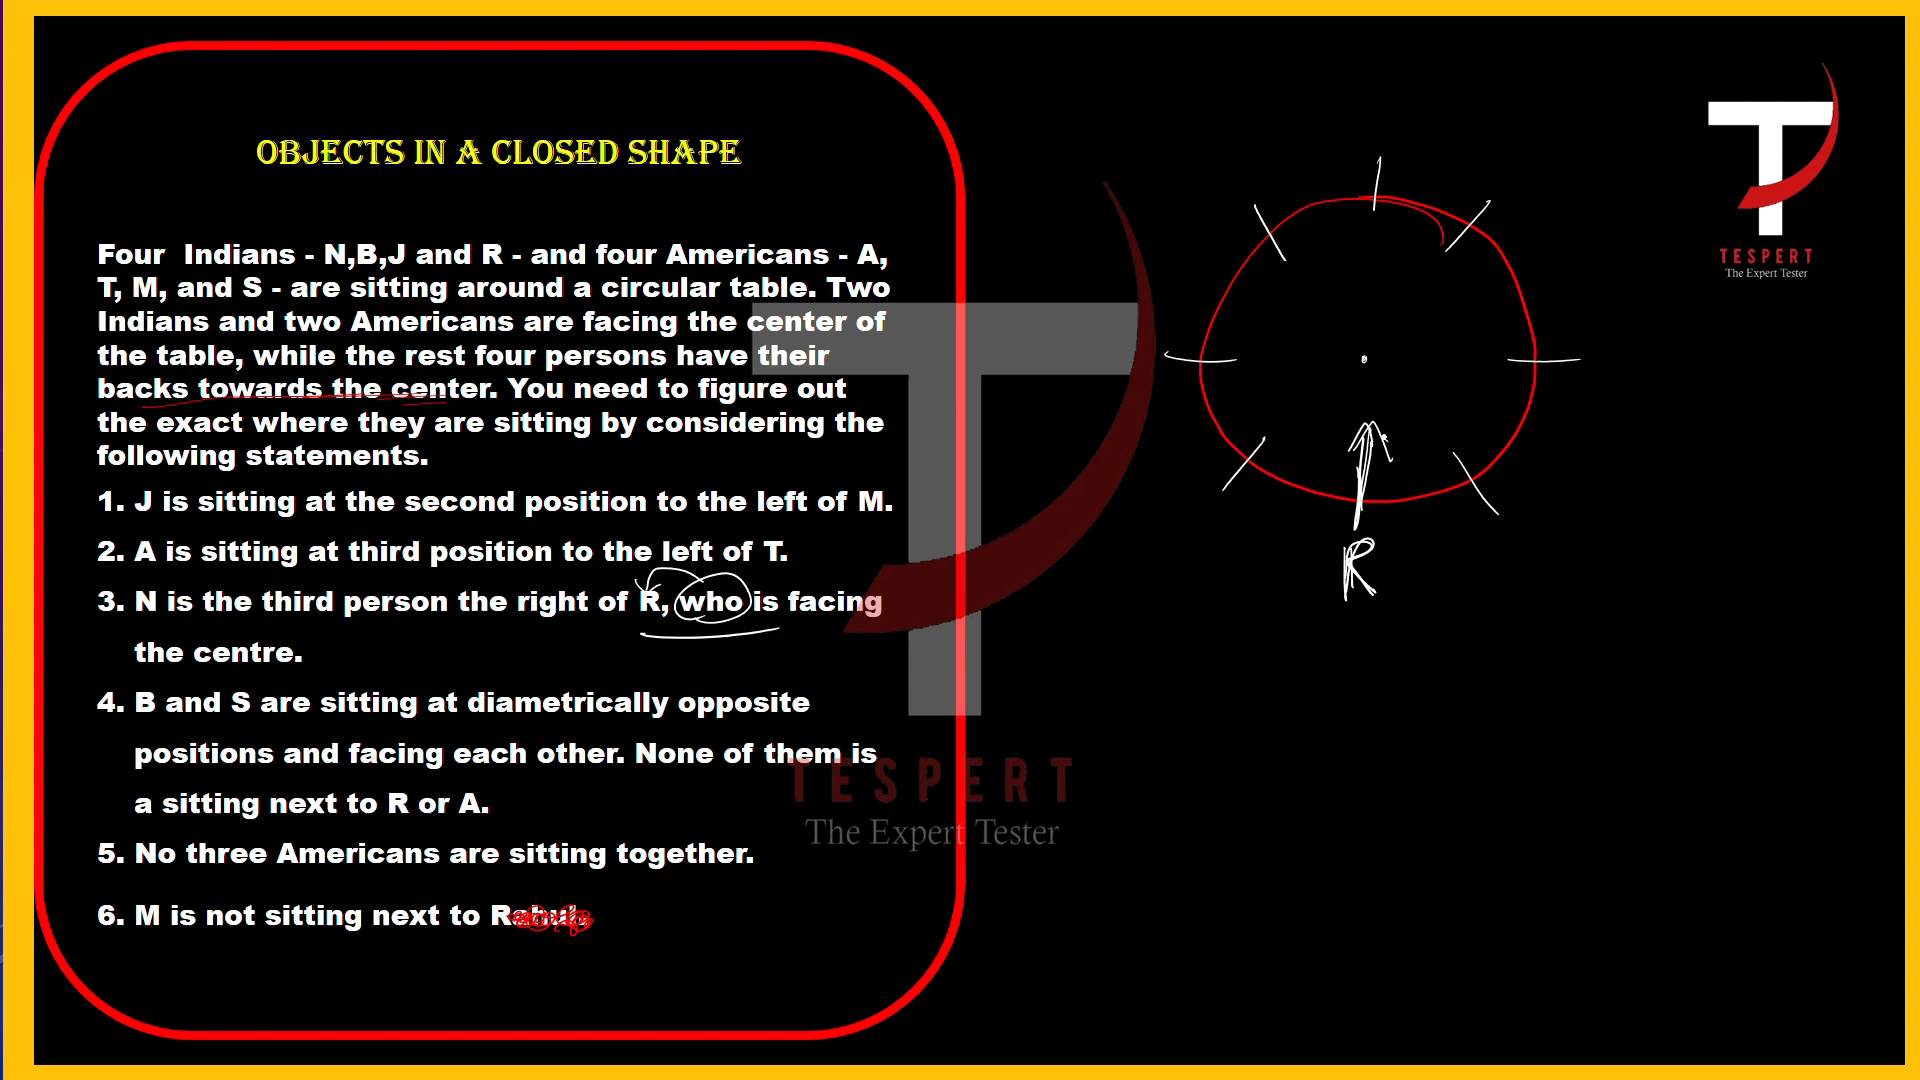 OBJECTS IN A CLOSED SHAPE
Four Indians - N,B,J and R - and four Americans - A,
T, M, and S - are sitting around a circular table. Two
Indians and two Americans are facing the center of
the table, while the rest four persons have their
backs towards the center. You need to figure out
the exact where they are sitting by considering the
following statements.
1. J is sitting at the second position to the left of M.
2. A is sitting at third position to the left of T.
3. N is the third person the right of R, who is facing
the centre.
4. B and S are sitting at diametrically opposite
positions and facing each other. None of them is
a sitting next to R or A.
5. No three Americans are sitting together.
6. M is not sitting next to R
R
TESPERT
The Expert Tester
TESPERT
The Expert Tester